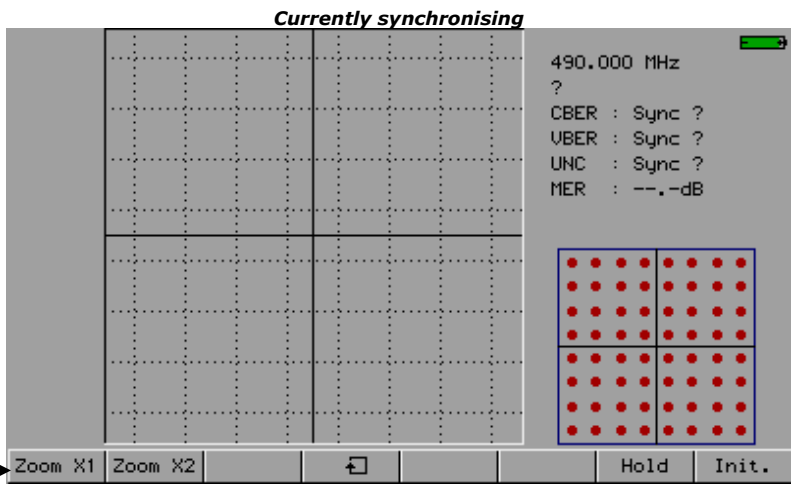 Currently synchronising
490.000 MHz
?
CBER : Sync ?
VBER : Sync ?
UNC : Sync ?
MER : --.-dB
Zoom X1 Zoom X2 Hold Init.